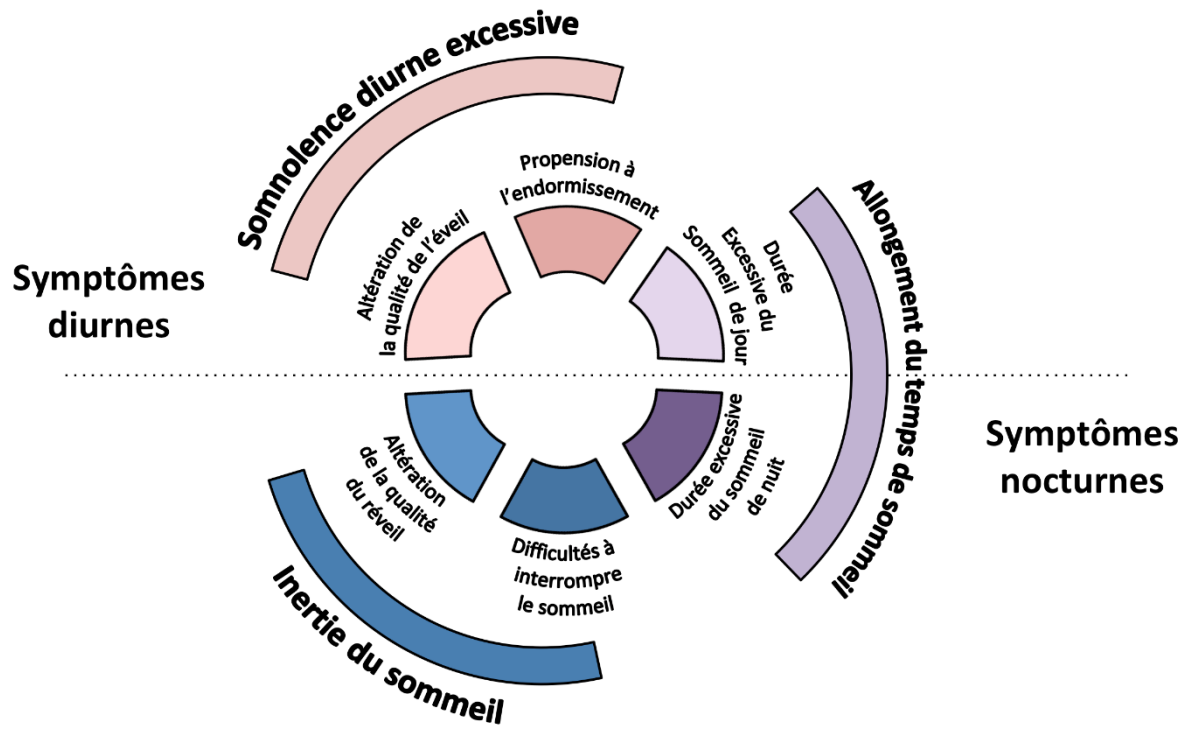 Somnolence diurne excessive
Propension à
l'endormissement
Altération de
la qualité de l'éveil
Durée
Excessive du
Sommeil de jour
Allongement du temps de sommeil
Symptômes
diurnes
Symptômes
nocturnes
Altération
de la qualité
du réveil
Difficultés à
interrompre
le sommeil
Durée excessive
du sommeil
de nuit
Inertie du sommeil